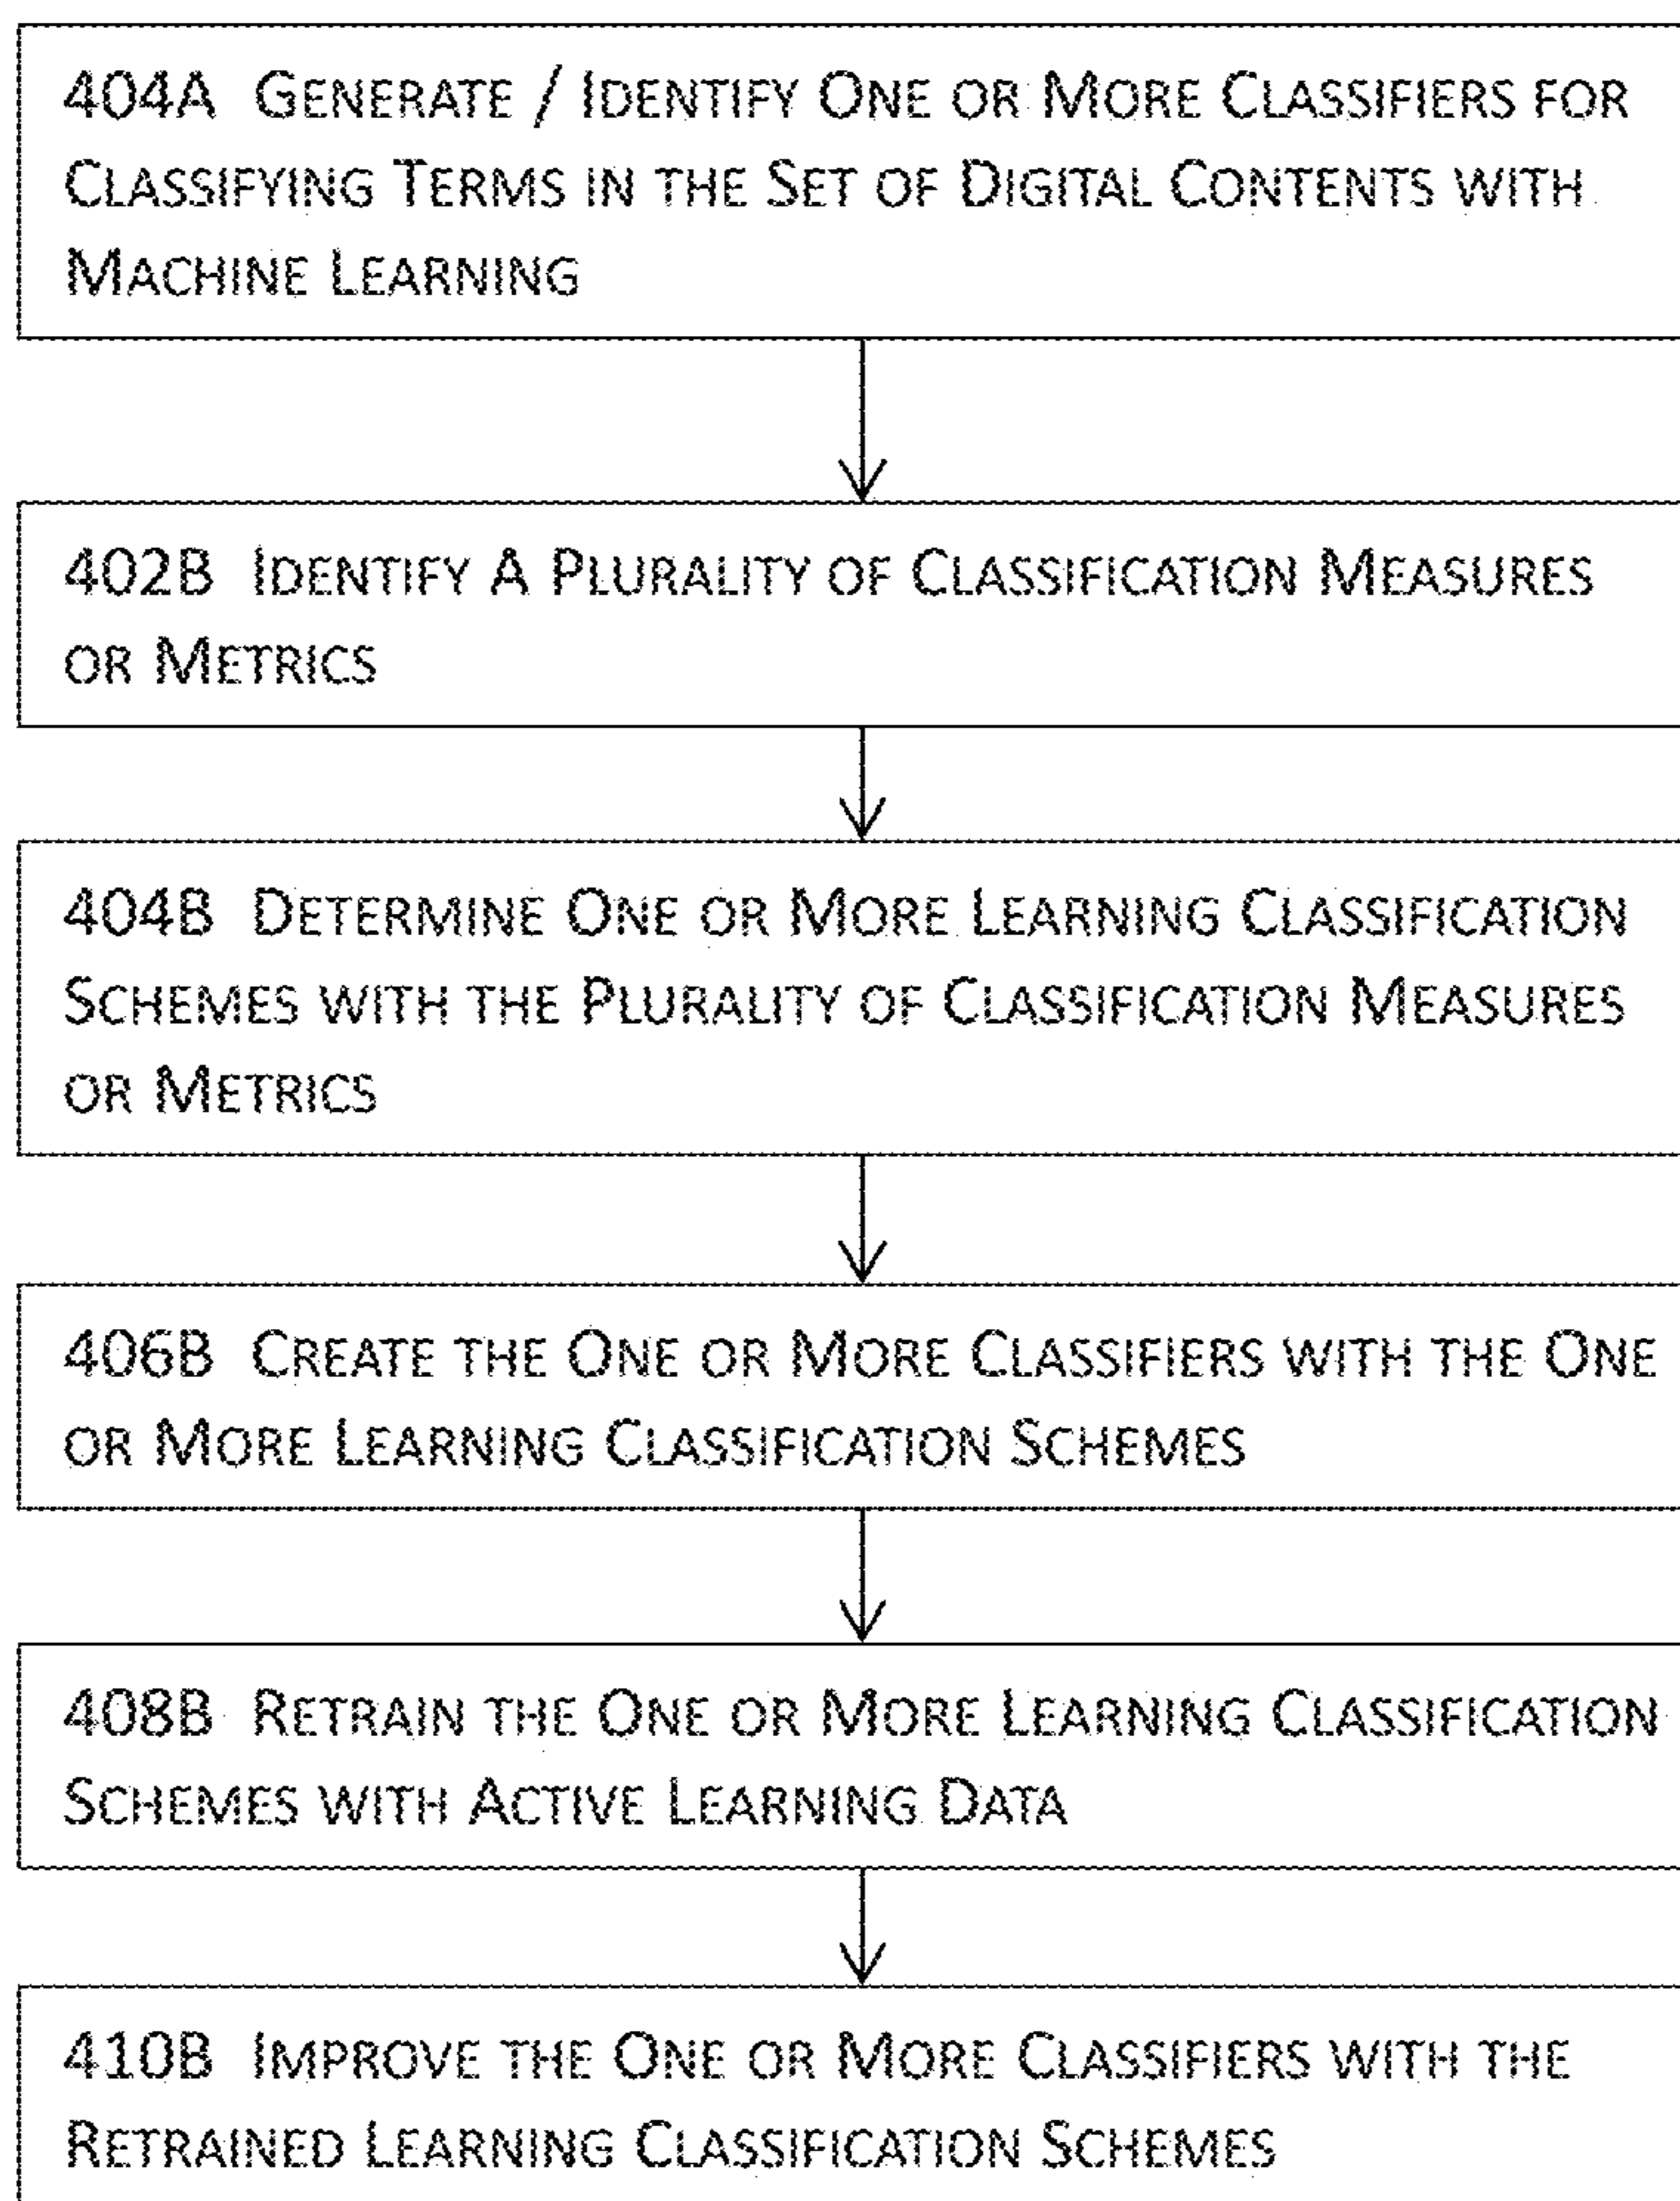 404A GENERATE / IDENTIFY ONE OR MORE CLASSIFIERS FOR
CLASSIFYING TERMS IN THE SET OF DIGITAL CONTENTS WITH
MACHINE LEARNING
402B IDENTIFY A PLURALITY OF CLASSIFICATION MEASURES
OR METRICS
404B DETERMINE ONE OR MORE LEARNING CLASSIFICATION
SCHEMES WITH THE PLURALITY OF CLASSIFICATION MEASURES
OR METRICS
406B CREATE THE ONE OR MORE CLASSIFIERS WITH THE ONE
OR MORE LEARNING CLASSIFICATION SCHEMES
408B RETRAIN THE ONE OR MORE LEARNING CLASSIFICATION
SCHEMES WITH ACTIVE LEARNING DATA
410B IMPROVE THE ONE OR MORE CLASSIFIERS WITH THE
RETRAINED LEARNING CLASSIFICATION SCHEMES